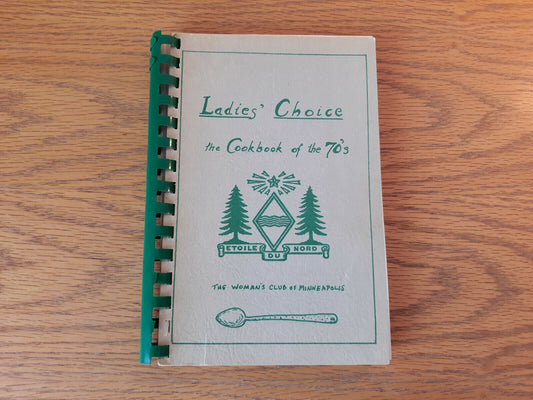 Ladies' Choice
the Cookbook of the 70's
ETOILE DU NORD
THE WOMAN'S CLUB OF MINNEAPOLIS